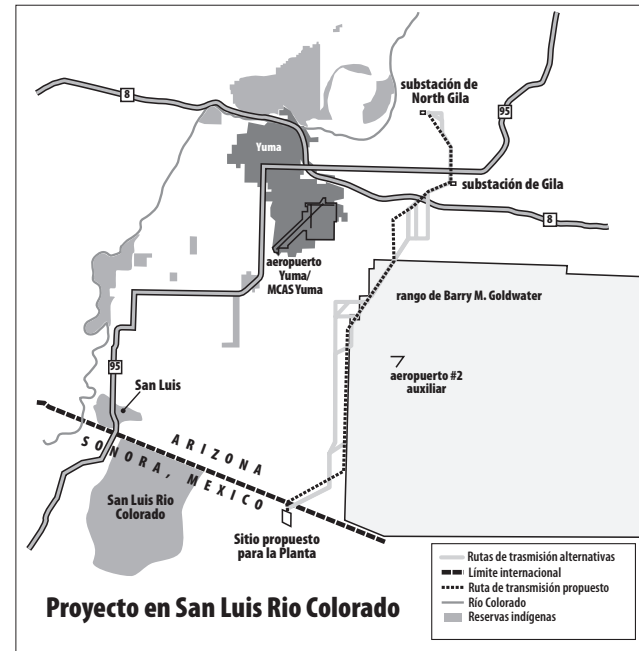 substación de
North Gila
8
95
Yuma
substación de Gila
8
aeropuerto
Yuma/
MCAS Yuma
rango de Barry M. Goldwater
aeropuerto #2
auxiliar
95
San Luis
ARIZONA
SONORA, MEXICO
San Luis Rio
Colorado
Sitio propuesto
para la Planta
Rutas de trasmisión alternativas
Límite internacional
Ruta de transmisión propuesto
Río Colorado
Reservas indígenas
Proyecto en San Luis Rio Colorado